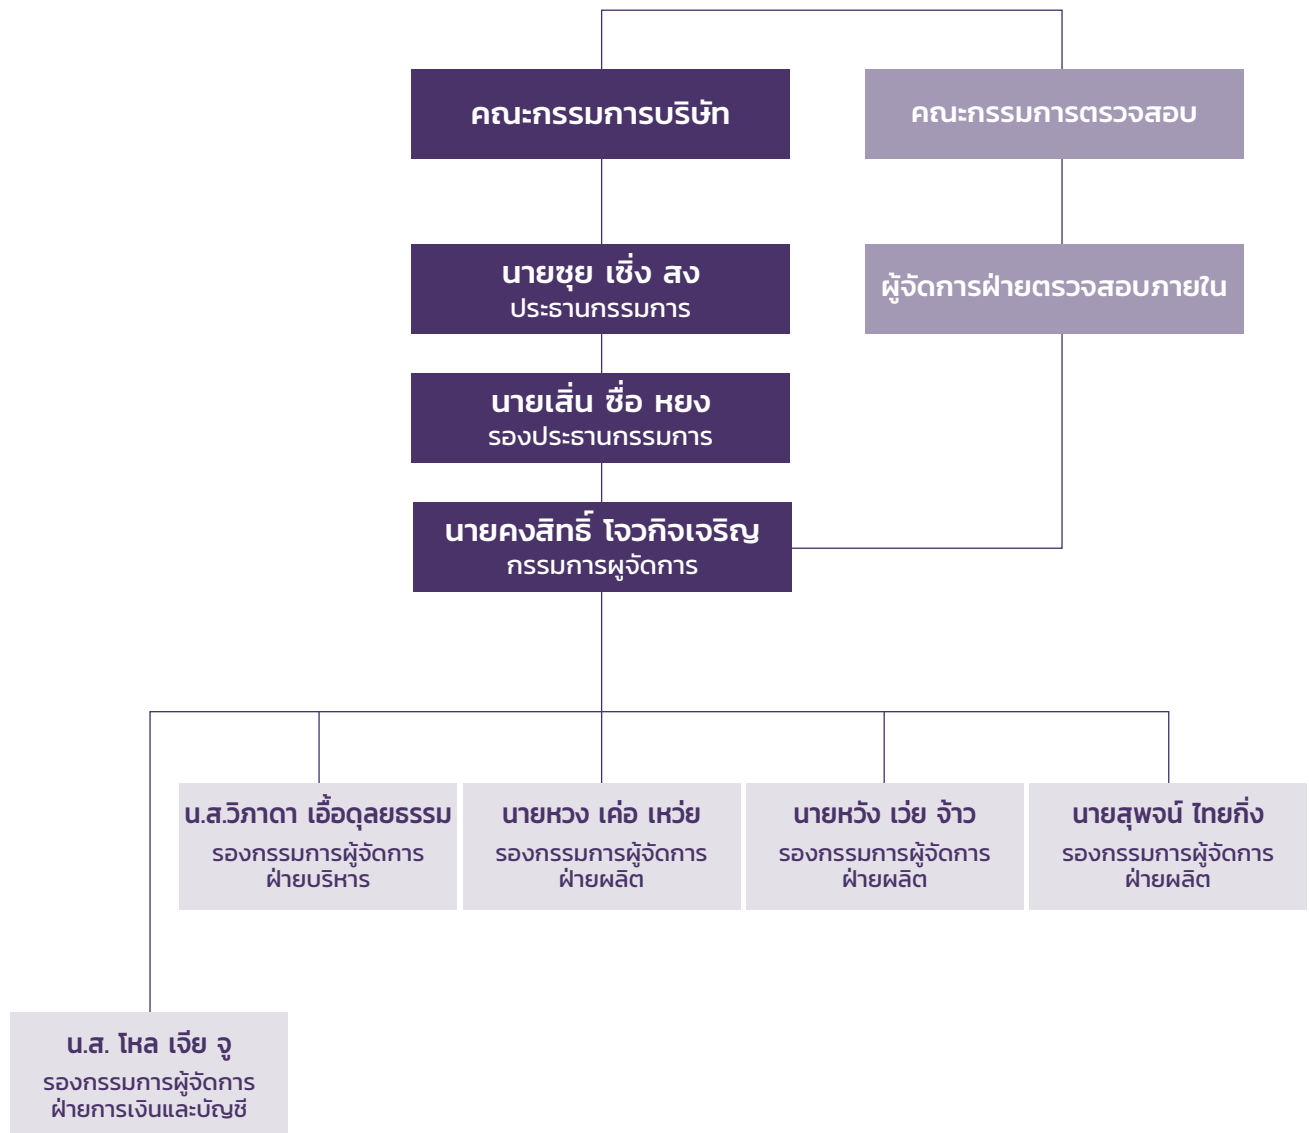 คณะกรรมการบริษัท
คณะกรรมการตรวจสอบ
นายซุย เซิ่ง สง
ประธานกรรมการ
ผู้จัดการฝ่ายตรวจสอบภายใน
นายเสิ่น ซื่อ หยง
รองประธานกรรมการ
นายคงสิทธิ์ โจวกิจเจริญ
กรรมการผูจัดการ
น.ส.วิภาดา เอื้อดุลยธรรม
รองกรรมการผู้จัดการ
ฝ่ายบริหาร
นายหวง เค่อ เหว่ย
รองกรรมการผู้จัดการ
ฝ่ายผลิต
นายหวัง เว่ย จ้าว
รองกรรมการผู้จัดการ
ฝ่ายผลิต
นายสุพจน์ ไทยกิ่ง
รองกรรมการผู้จัดการ
ฝ่ายผลิต
น.ส. โหล เจีย จู
รองกรรมการผู้จัดการ
ฝ่ายการเงินและบัญชี